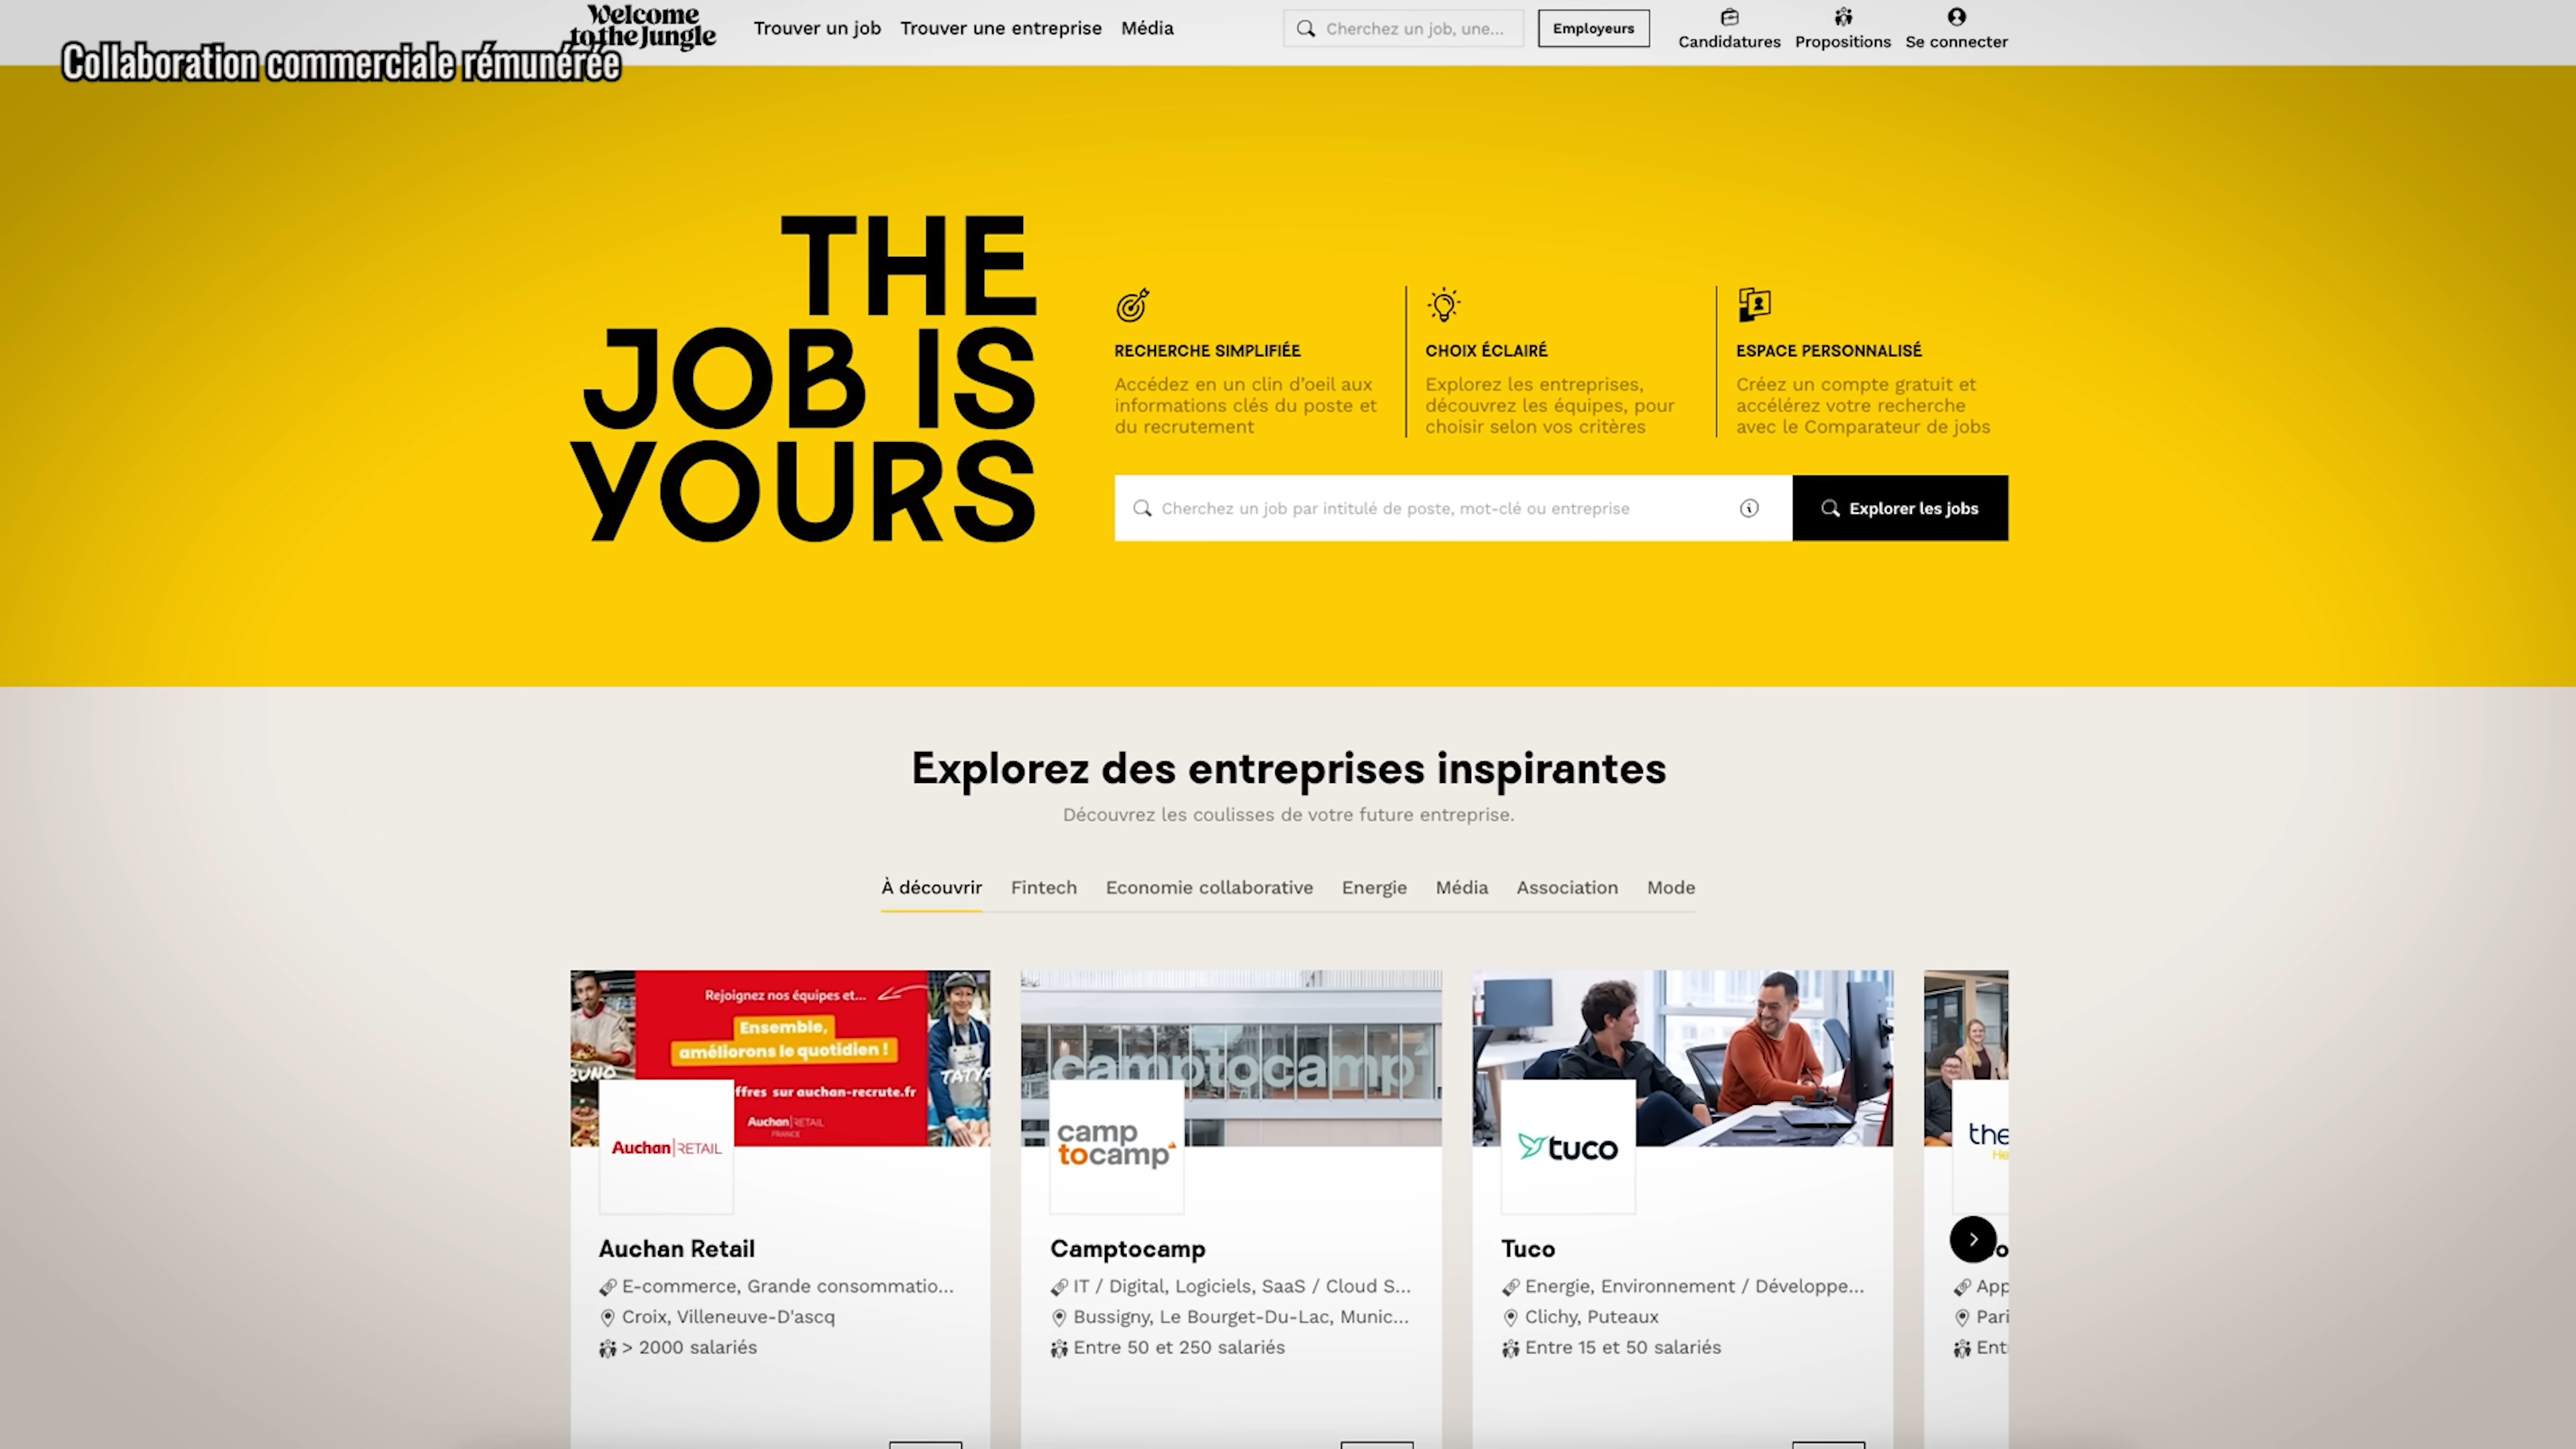 Welcome
to the Jungle
Trouver un job
Trouver une entreprise
Média
Cherchez un job, une...
Employeurs
Candidatures
Propositions
Se connecter
Collaboration commerciale rémunérée
THE
JOB IS
YOURS
RECHERCHE SIMPLIFIÉE
Accédez en un clin d'oeil aux
informations clés du poste et
du recrutement
CHOIX ÉCLAIRÉ
Explorez les entreprises,
découvrez les équipes, pour
choisir selon vos critères
ESPACE PERSONNALISÉ
Créez un compte gratuit et
accélérez votre recherche
avec le Comparateur de jobs
Cherchez un job par intitulé de poste, mot-clé ou entreprise
Explorer les jobs
Explorez des entreprises inspirantes
Découvrez les coulisses de votre future entreprise.
À découvrir
Fintech
Economie collaborative
Energie
Média
Association
Mode
Rejoignez nos équipes et...
Ensemble,
améliorons le quotidien !
RUNO
TATYA
ffres sur auchan-recrute.fr
Auchan|RETAIL
FRANCE
Auchan|RETAIL
Auchan Retail
E-commerce, Grande consommatio...
Croix, Villeneuve-D'ascq
> 2000 salariés
camptocamp
camp
tocamp
Camptocamp
IT / Digital, Logiciels, SaaS / Cloud S...
Bussigny, Le Bourget-Du-Lac, Munic...
Entre 50 et 250 salariés
tuco
Tuco
Energie, Environnement / Développe...
Clichy, Puteaux
Entre 15 et 50 salariés
the
He
o
App
Pari
Ent